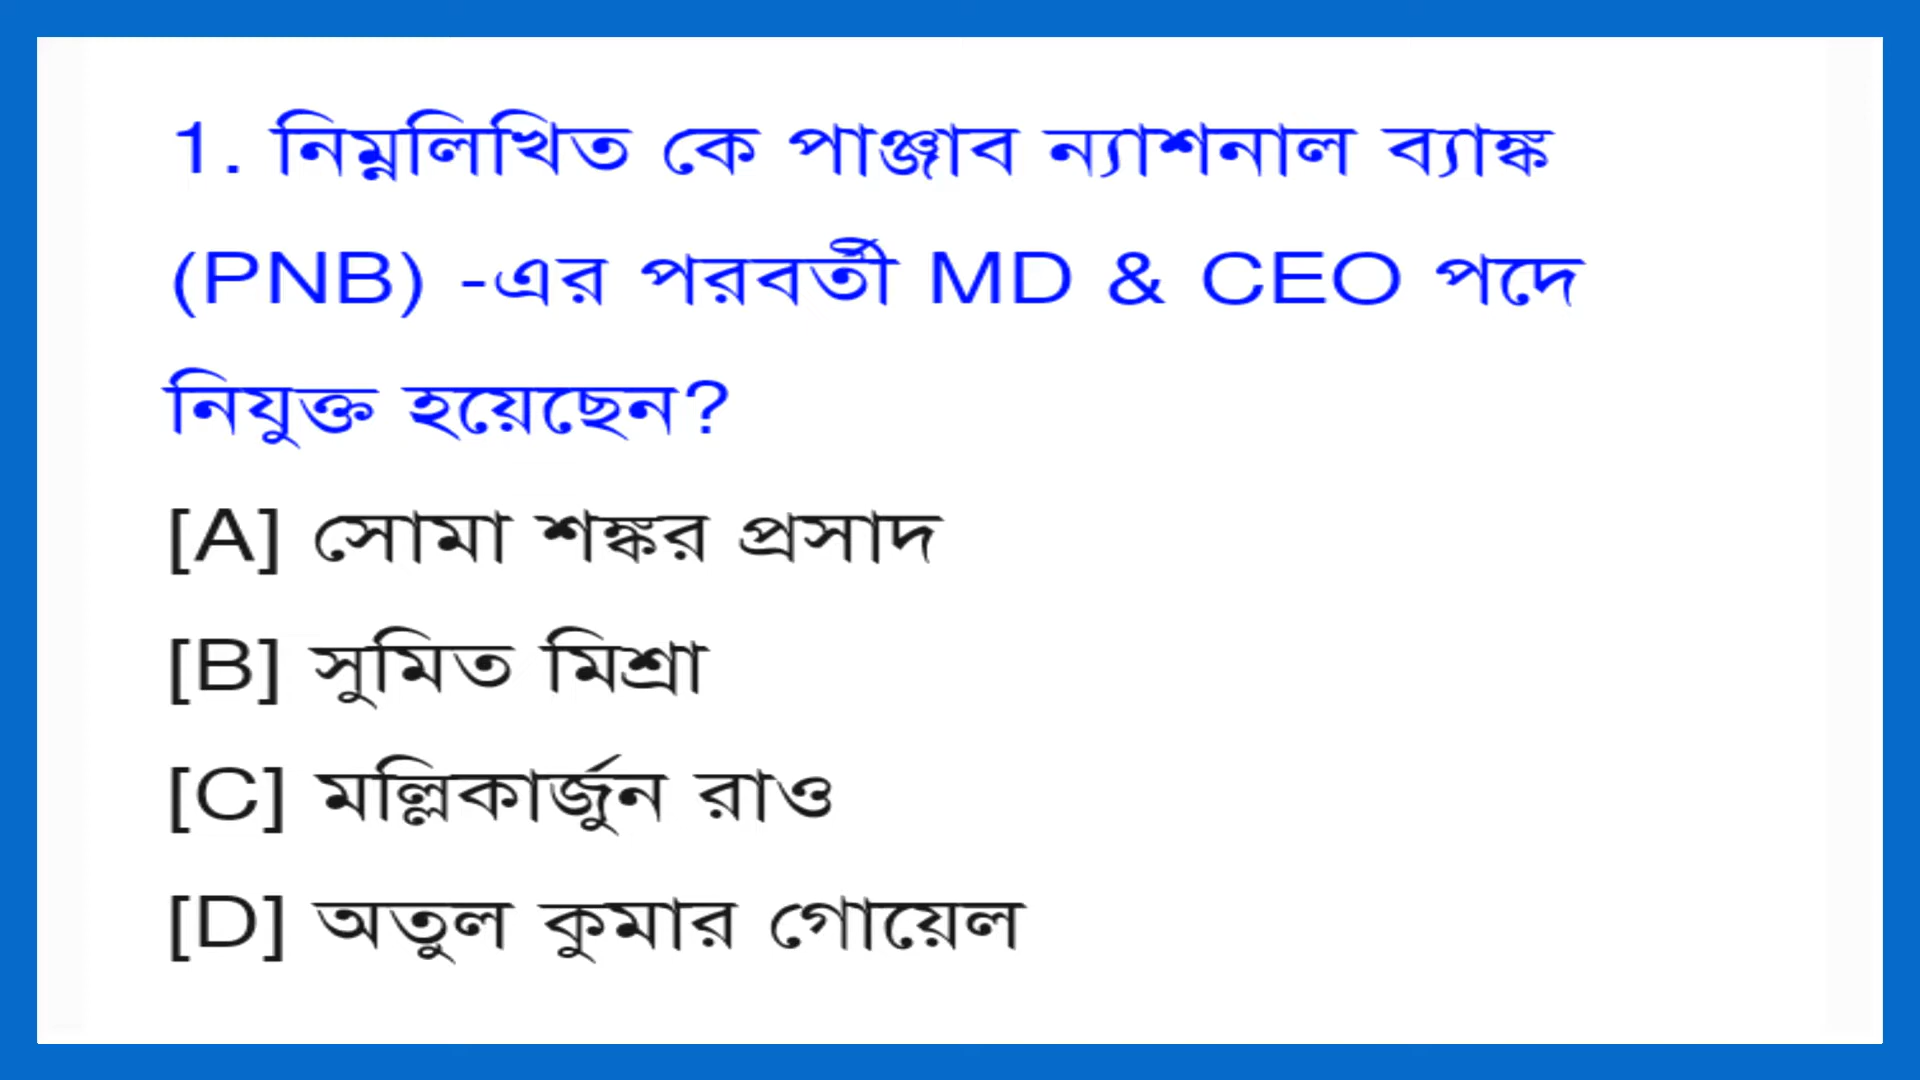 1. নিম্নলিখিত কে পাঞ্জাব ন্যাশনাল ব্যাঙ্ক
(PNB) -এর পরবর্তী MD & CEO পদে
নিযুক্ত হয়েছেন?
[A] সোমা শঙ্কর প্রসাদ
[B] সুমিত মিশ্রা
[C] মল্লিকার্জুন রাও
[D] অতুল কুমার গোয়েল